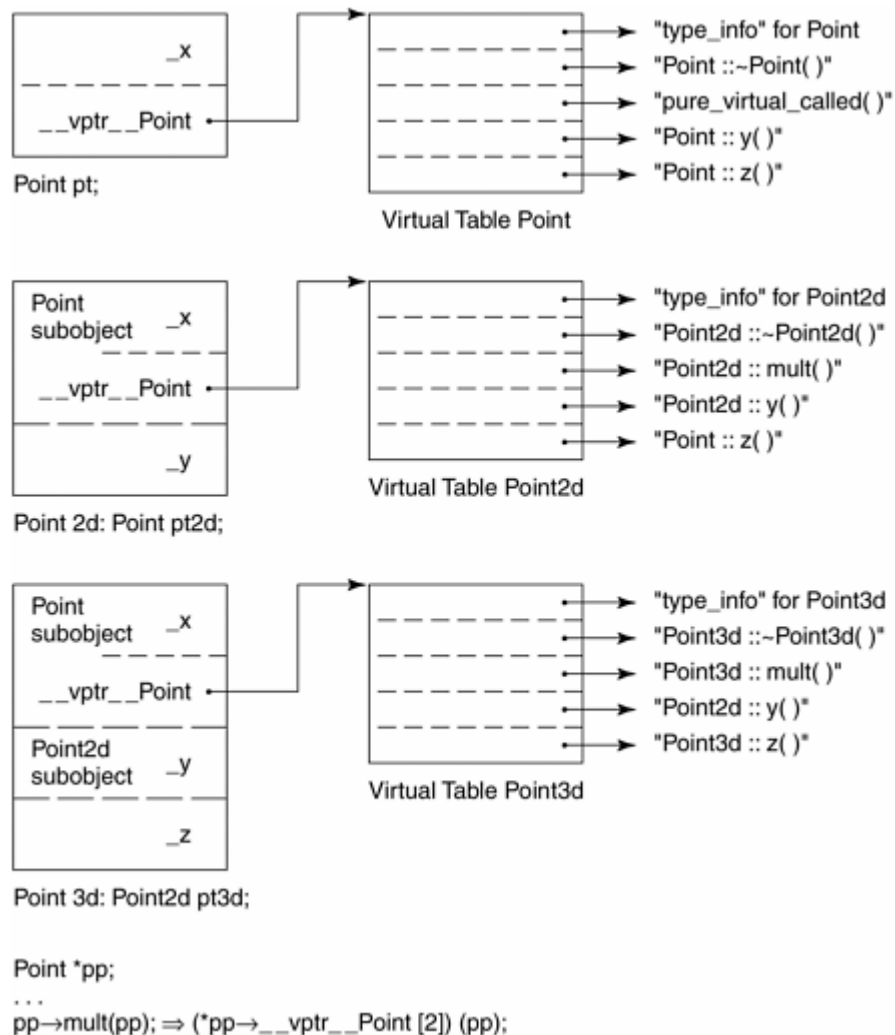 _x
__vptr__Point
Point pt;
"type_info" for Point
"Point ::~Point( )"
"pure_virtual_called( )"
"Point :: y( )"
"Point :: z( )"
Virtual Table Point
Point
subobject
_x
__vptr__Point
_y
Point 2d: Point pt2d;
"type_info" for Point2d
"Point2d ::~Point2d( )"
"Point2d :: mult( )"
"Point2d :: y( )"
"Point :: z( )"
Virtual Table Point2d
Point
subobject
_x
__vptr__Point
Point2d
subobject
_y
_z
Point 3d: Point2d pt3d;
"type_info" for Point3d
"Point3d ::~Point3d( )"
"Point3d :: mult( )"
"Point2d :: y( )"
"Point3d :: z( )"
Virtual Table Point3d
Point *pp;
. . .
pp→mult(pp); ⇒ (*pp→__vptr__Point [2]) (pp);